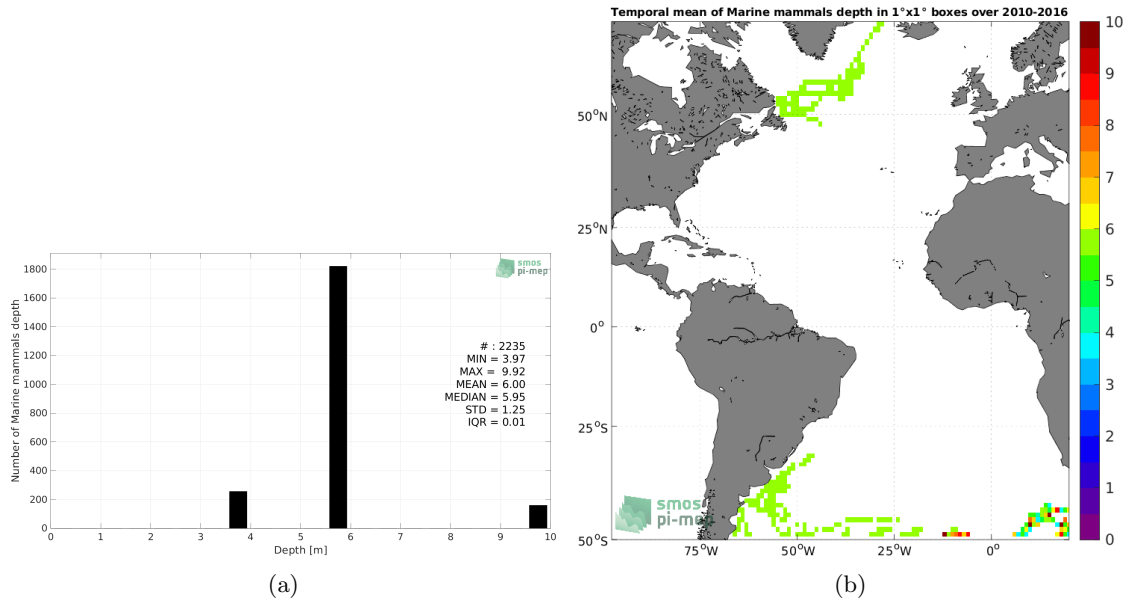 Temporal mean of Marine mammals depth in 1°x1° boxes over 2010-2016
1800
1600
1400
1200
1000
800
600
400
200
0
Number of Marine mammals depth
0 1 2 3 4 5 6 7 8 9 10
Depth [m]
smos
pi-mep
# : 2235
MIN = 3.97
MAX = 9.92
MEAN = 6.00
MEDIAN = 5.95
STD = 1.25
IQR = 0.01
(a)
50°N
25°N
0°
25°S
50°S
75°W 50°W 25°W 0°
smos
pi-mep
10
9
8
7
6
5
4
3
2
1
0
(b)